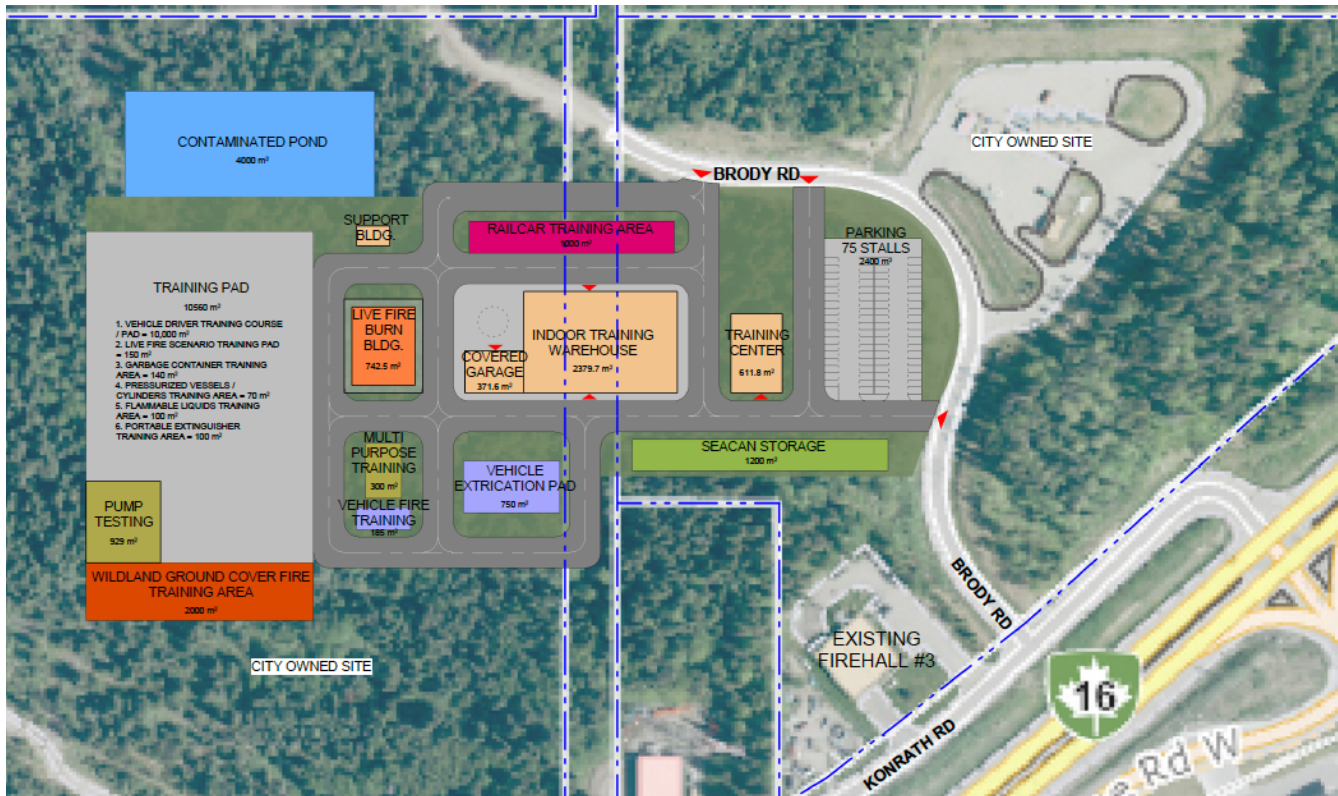 CONTAMINATED POND
4000 m²
CITY OWNED SITE
BRODY RD
SUPPORT
BLDG.
RAILCAR TRAINING AREA
1000 m²
PARKING
75 STALLS
2400 m²
TRAINING PAD
10560 m²
1. VEHICLE DRIVER TRAINING COURSE
/ PAD = 10,000 m²
2. LIVE FIRE SCENARIO TRAINING PAD
= 150 m²
3. GARBAGE CONTAINER TRAINING
AREA = 140 m²
4. PRESSURIZED VESSELS /
CYLINDERS TRAINING AREA = 70 m²
5. FLAMMABLE LIQUIDS TRAINING
AREA = 100 m²
6. PORTABLE EXTINGUISHER
TRAINING AREA = 100 m²
LIVE FIRE
BURN
BLDG.
742.5 m²
COVERED
GARAGE
371.6 m²
INDOOR TRAINING
WAREHOUSE
2379.7 m²
TRAINING
CENTER
611.8 m²
MULTI
PURPOSE
TRAINING
300 m²
VEHICLE FIRE
TRAINING
185 m²
VEHICLE
EXTRICATION PAD
750 m²
SEACAN STORAGE
1200 m²
PUMP
TESTING
929 m²
WILDLAND GROUND COVER FIRE
TRAINING AREA
2000 m²
CITY OWNED SITE
BRODY RD
EXISTING
FIREHALL #3
KONRATH RD
16
e Rd W